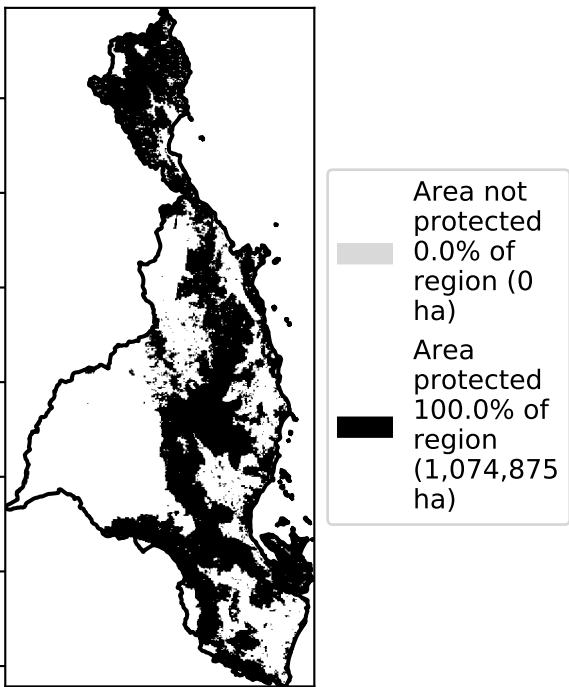 Area not
protected
0.0% of
region (0
ha)
Area
protected
100.0% of
region
(1,074,875
ha)